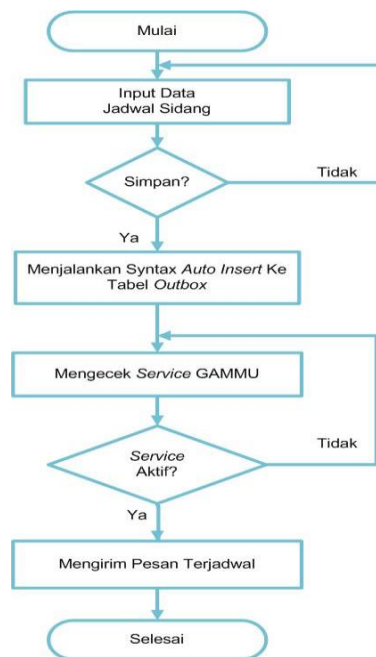 Mulai
Input Data
Jadwal Sidang
Simpan?
Tidak
Ya
Menjalankan Syntax Auto Insert Ke
Tabel Outbox
Mengecek Service GAMMU
Service
Aktif?
Tidak
Ya
Mengirim Pesan Terjadwal
Selesai